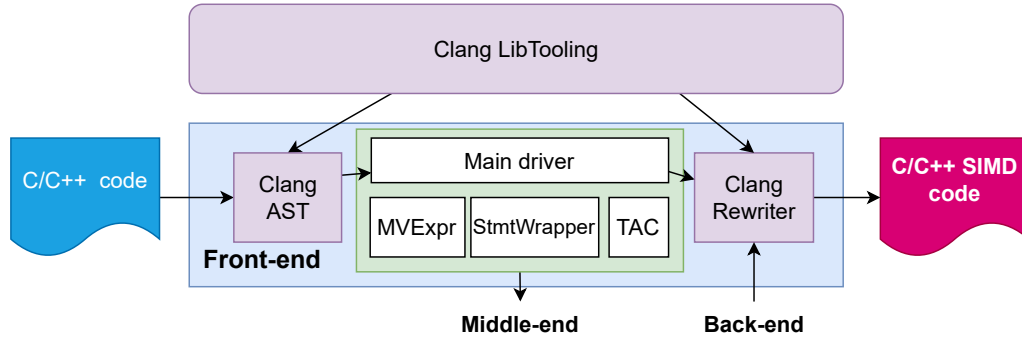 Clang LibTooling
C/C++ code
Clang
AST
Front-end
Main driver
MVExpr
StmtWrapper
TAC
Clang
Rewriter
C/C++ SIMD
code
Middle-end
Back-end